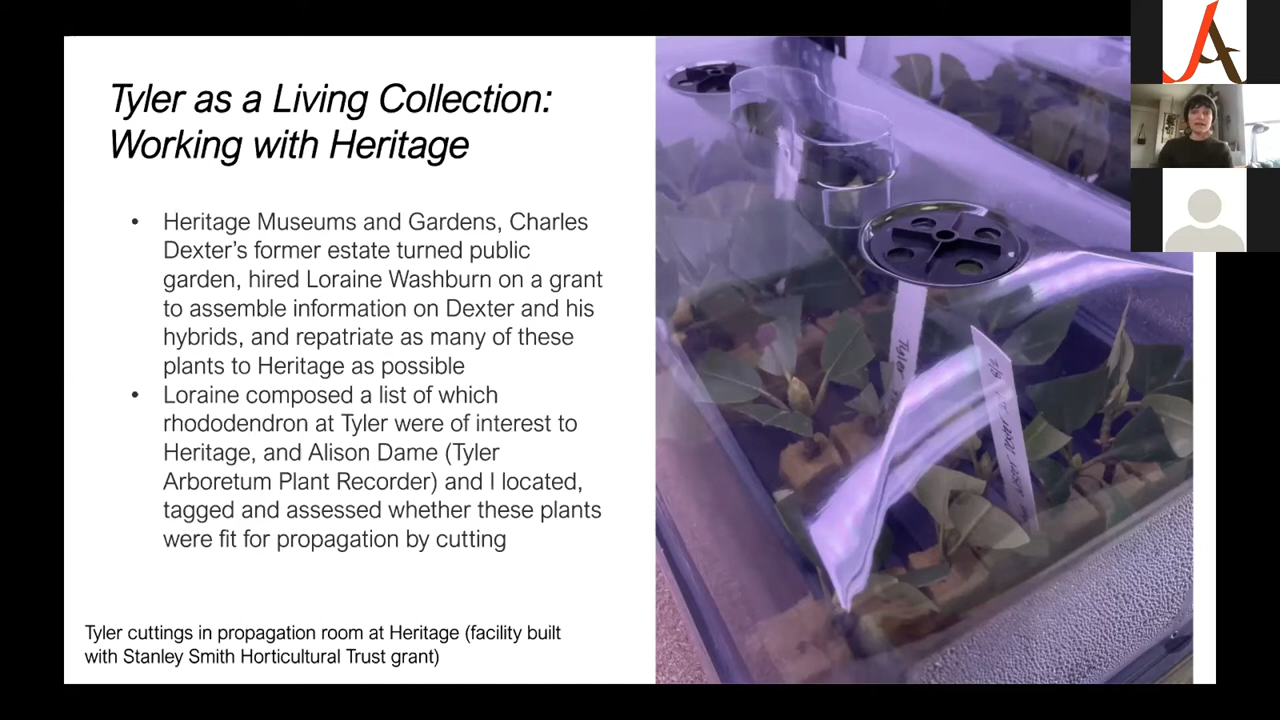 Tyler as a Living Collection:
Working with Heritage
• Heritage Museums and Gardens, Charles
Dexter’s former estate turned public
garden, hired Loraine Washburn on a grant
to assemble information on Dexter and his
hybrids, and repatriate as many of these
plants to Heritage as possible
• Loraine composed a list of which
rhododendron at Tyler were of interest to
Heritage, and Alison Dame (Tyler
Arboretum Plant Recorder) and I located,
tagged and assessed whether these plants
were fit for propagation by cutting
Tyler cuttings in propagation room at Heritage (facility built
with Stanley Smith Horticultural Trust grant)
Tyler